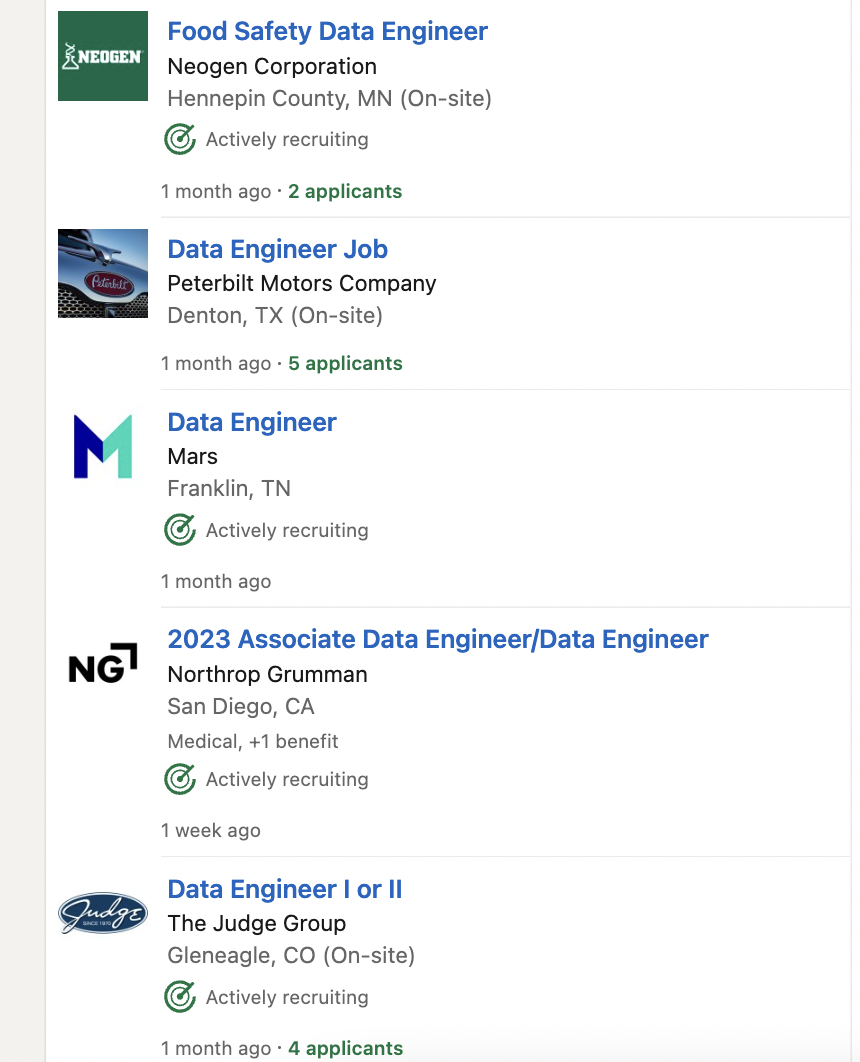 NEOGEN
Food Safety Data Engineer
Neogen Corporation
Hennepin County, MN (On-site)
Actively recruiting
1 month ago · 2 applicants
Peterbilt
Data Engineer Job
Peterbilt Motors Company
Denton, TX (On-site)
1 month ago · 5 applicants
M
Data Engineer
Mars
Franklin, TN
Actively recruiting
1 month ago
NG
2023 Associate Data Engineer/Data Engineer
Northrop Grumman
San Diego, CA
Medical, +1 benefit
Actively recruiting
1 week ago
Judge
SINCE 1970
Data Engineer I or II
The Judge Group
Gleneagle, CO (On-site)
Actively recruiting
1 month ago · 4 applicants